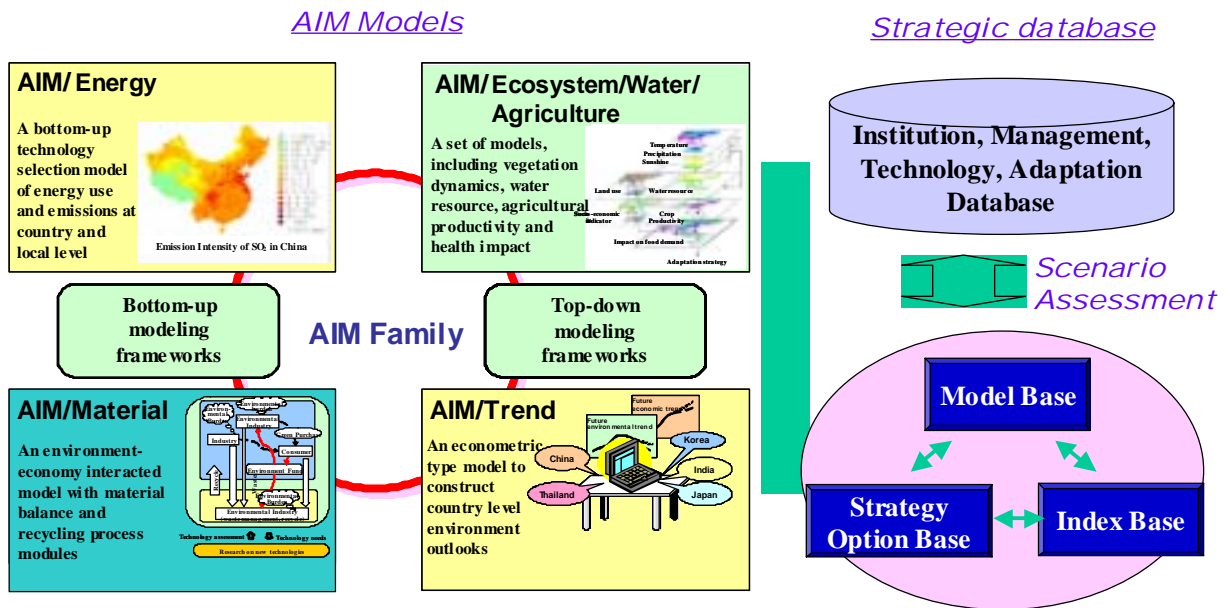 AIM Models
AIM/ Energy
A bottom-up
technology
selection model
of energy use
and emissions at
country and
local level
Emission Intensity of SO2 in China
AIM/ Ecosystem/Water/
Agriculture
A set of models,
including vegetation
dynamics, water
resource, agricultural
productivity and
health impact
Temperature
Precipitation
Sunshine
Land use
Water resource
Crop
Productivity
Impact on food demand
Adaptation strategy
Bottom-up
modeling
frameworks
AIM Family
Top-down
modeling
frameworks
AIM/Material
An environment-
economy interacted
model with material
balance and
recycling process
modules
Environmental
Industry
Industry
Consumer
Environment Fund
Environmental Industry
Technology assessment
Technology needs
Research on new technologies
AIM/Trend
An econometric
type model to
construct
country level
environment
outlooks
Future
economic trend
Future
environmental trend
China
Korea
India
Thailand
Japan
Strategic database
Institution, Management,
Technology, Adaptation
Database
Scenario
Assessment
Model Base
Strategy
Option Base
Index Base